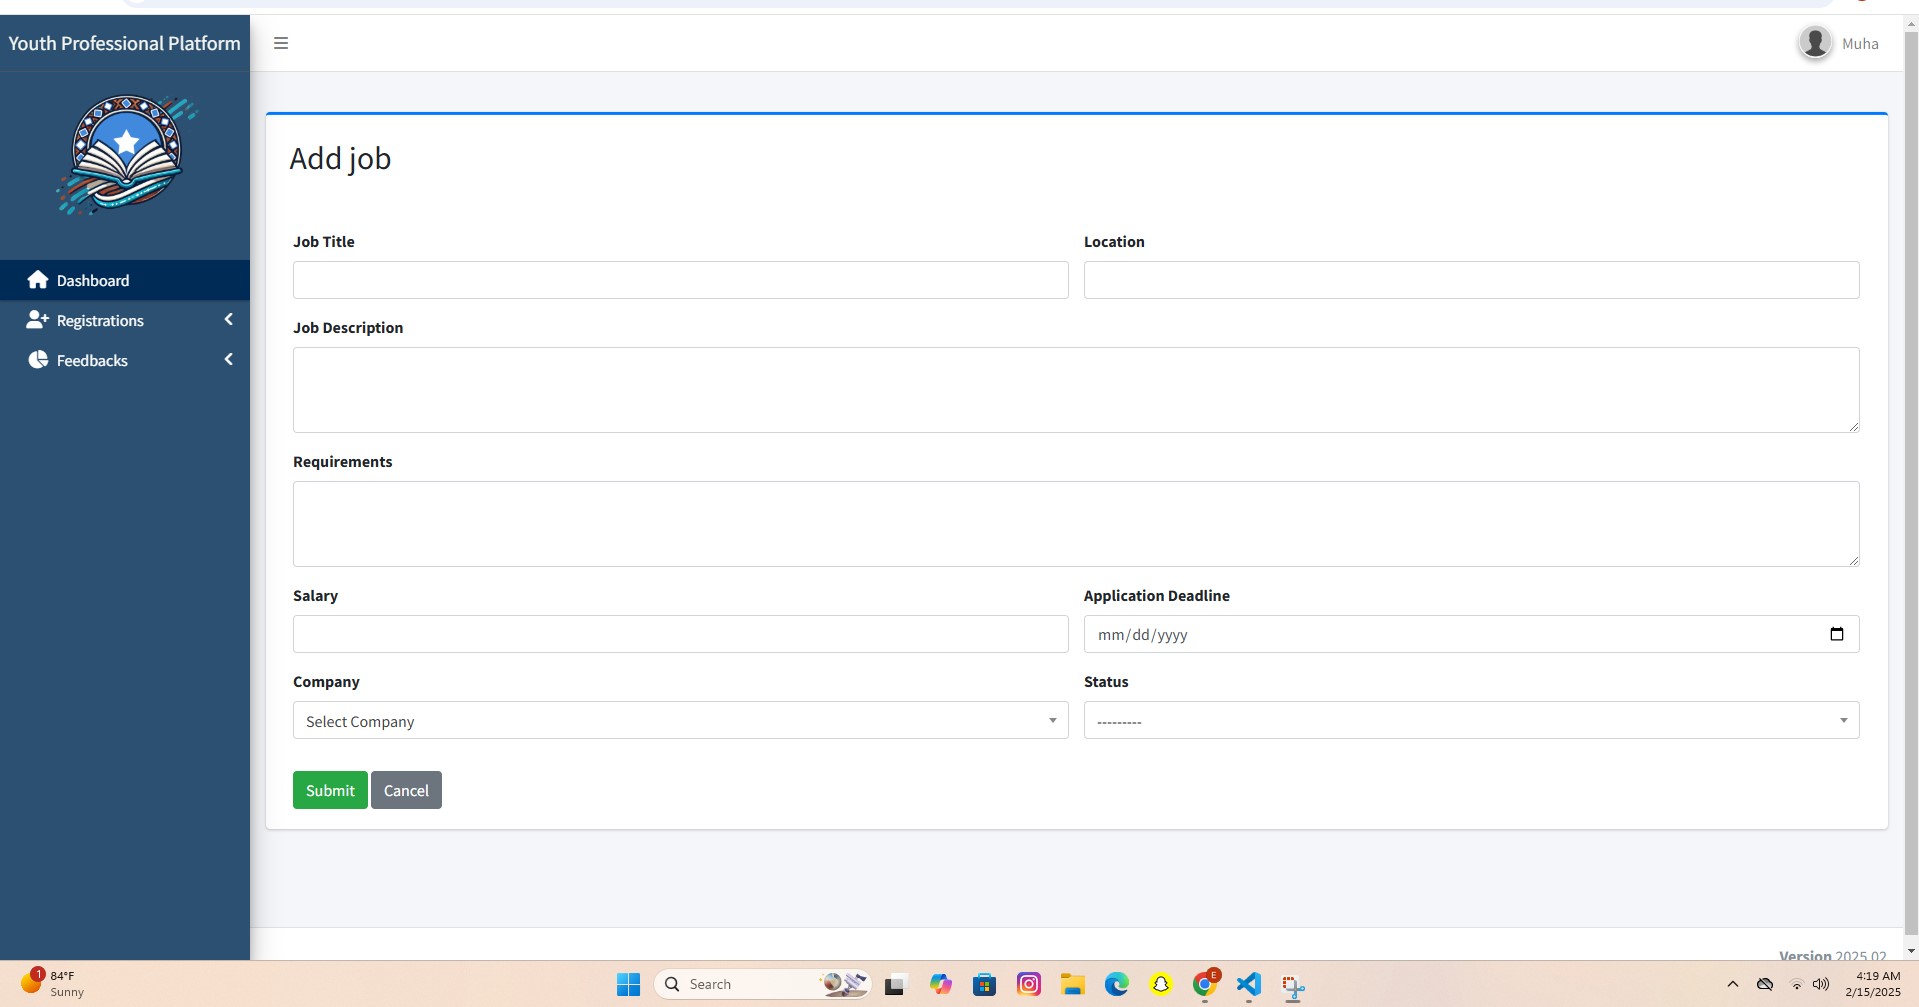 Youth Professional Platform
Muha
Dashboard
Registrations
Feedbacks
Add job
Job Title
Location
Job Description
Requirements
Salary
Application Deadline
mm/dd/yyyy
Company
Status
Select Company
---------
Submit Cancel
Version 2025.02
1
84°F
Sunny
Search
E
4:19 AM
2/15/2025